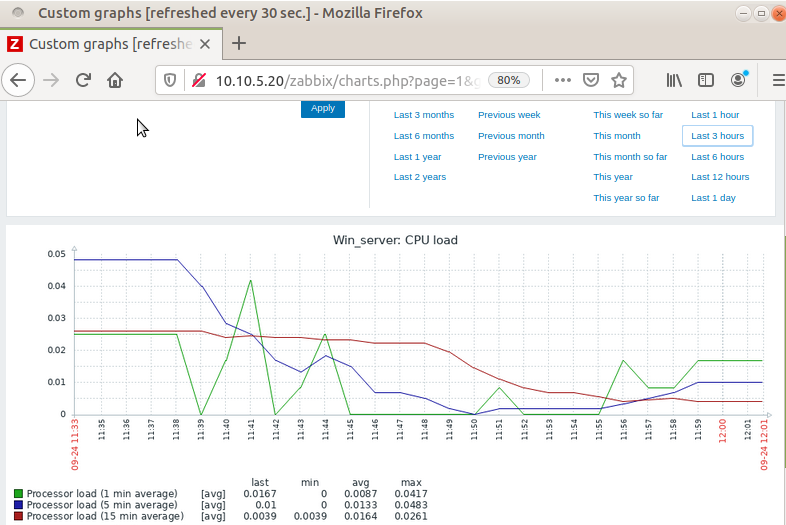 Custom graphs [refreshed every 30 sec.] - Mozilla Firefox
Z Custom graphs [refreshe
10.10.5.20/zabbix/charts.php?page=1&
80%
Apply
Last 3 months Previous week This week so far Last 1 hour
Last 6 months Previous month This month Last 3 hours
Last 1 year Previous year This month so far Last 6 hours
Last 2 years This year Last 12 hours
This year so far Last 1 day
Win_server: CPU load
0.05
0.04
0.03
0.02
0.01
0
09-24 11:33 11:35 11:36 11:37 11:38 11:39 11:40 11:41 11:42 11:43 11:44 11:45 11:46 11:47 11:48 11:49 11:50 11:51 11:52 11:53 11:54 11:55 11:56 11:57 11:58 11:59 12:00 12:01 09-24 12:01
last min avg max
Processor load (1 min average) [avg] 0.0167 0 0.0087 0.0417
Processor load (5 min average) [avg] 0.01 0 0.0133 0.0483
Processor load (15 min average) [avg] 0.0039 0.0039 0.0164 0.0261